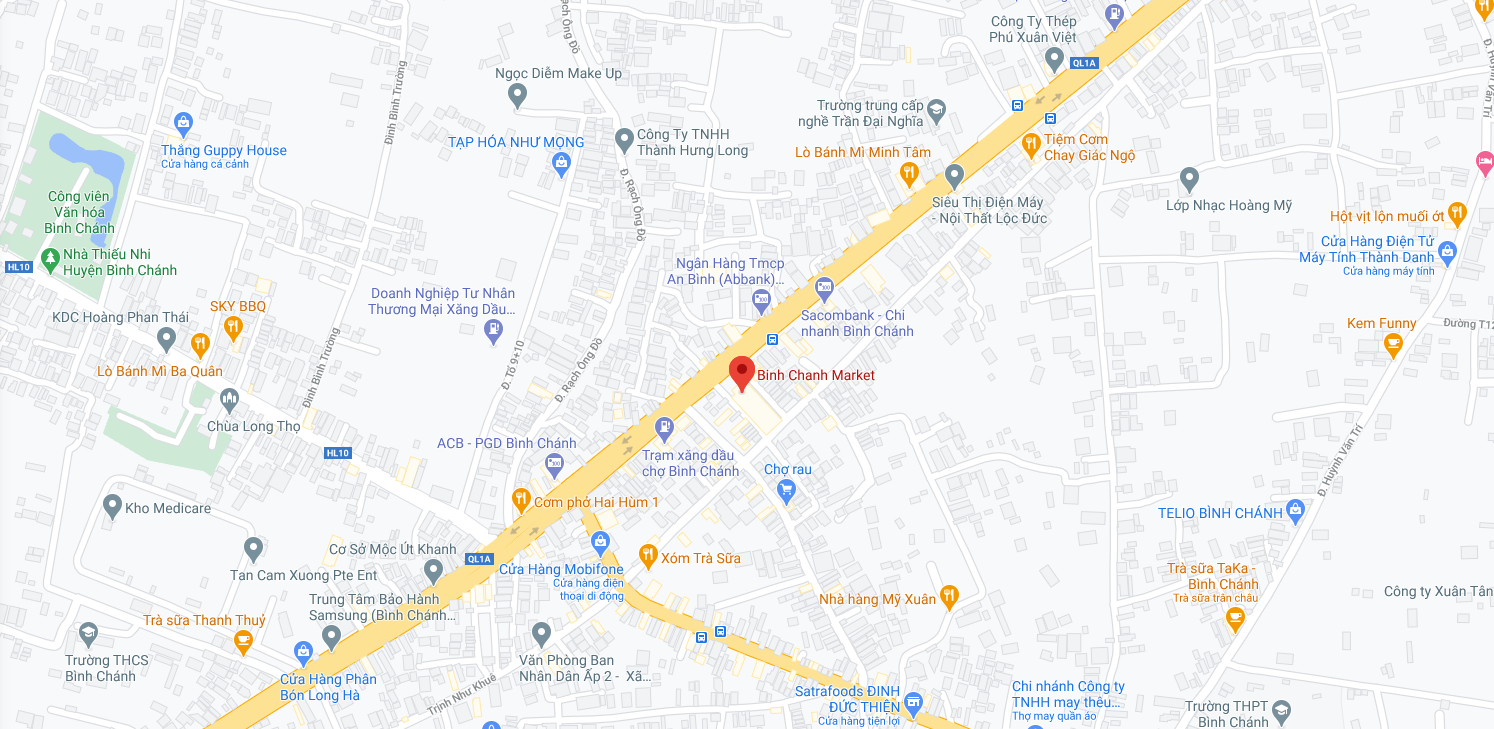 Công Ty Thép
Phú Xuân Việt
QL1A
Ngọc Diễm Make Up
Đình Bình Trường
Trường trung cấp
nghề Trần Đại Nghĩa
Thắng Guppy House
Cửa hàng cá cảnh
TẠP HÓA NHƯ MỌNG
Công Ty TNHH
Thành Hưng Long
Lò Bánh Mì Minh Tâm
Tiệm Cơm
Chay Giác Ngộ
Công viên
Văn hóa
Bình Chánh
Đ. Rạch Ông Đồ
Siêu Thị Điện Máy
- Nội Thất Lộc Đức
Lớp Nhạc Hoàng Mỹ
Hột vịt lộn muối ớt
Nhà Thiếu Nhi
Huyện Bình Chánh
HL10
Cửa Hàng Điện Tử
Máy Tính Thành Danh
Cửa hàng máy tính
Ngân Hàng Tmcp
An Bình (Abbank)...
Doanh Nghiệp Tư Nhân
Thương Mại Xăng Dầu...
SKY BBQ
KDC Hoàng Phan Thái
Sacombank - Chi
nhanh Bình Chánh
Kem Funny
Đường T12
Lò Bánh Mì Ba Quân
Đình Bình Trường
Đ. Tổ 9+10
Đ. Rạch Ông Đồ
Binh Chanh Market
Chùa Long Thọ
HL10
ACB - PGD Bình Chánh
Trạm xăng dầu
chợ Bình Chánh
Chợ rau
Đ. Huỳnh Văn Trí
Kho Medicare
Cơm phở Hai Hùm 1
TELIO BÌNH CHÁNH
Cơ Sở Mộc Út Khanh
QL1A
Tan Cam Xuong Pte Ent
Cửa Hàng Mobifone
Cửa hàng điện
thoại di động
Xóm Trà Sữa
Trà sữa TaKa -
Bình Chánh
Trà sữa trân châu
Công ty Xuân Tân
Trung Tâm Bảo Hành
Samsung (Bình Chánh...
Nhà hàng Mỹ Xuân
Trà sữa Thanh Thuỷ
Trường THCS
Bình Chánh
Văn Phòng Ban
Nhân Dân Ấp 2 - Xã...
Cửa Hàng Phân
Bón Long Hà
Trịnh Như Khuê
Satrafoods ĐINH
ĐỨC THIỆN
Cửa hàng tiện lợi
Chi nhánh Công ty
TNHH may thêu...
Thợ may quần áo
Trường THPT
Bình Chánh